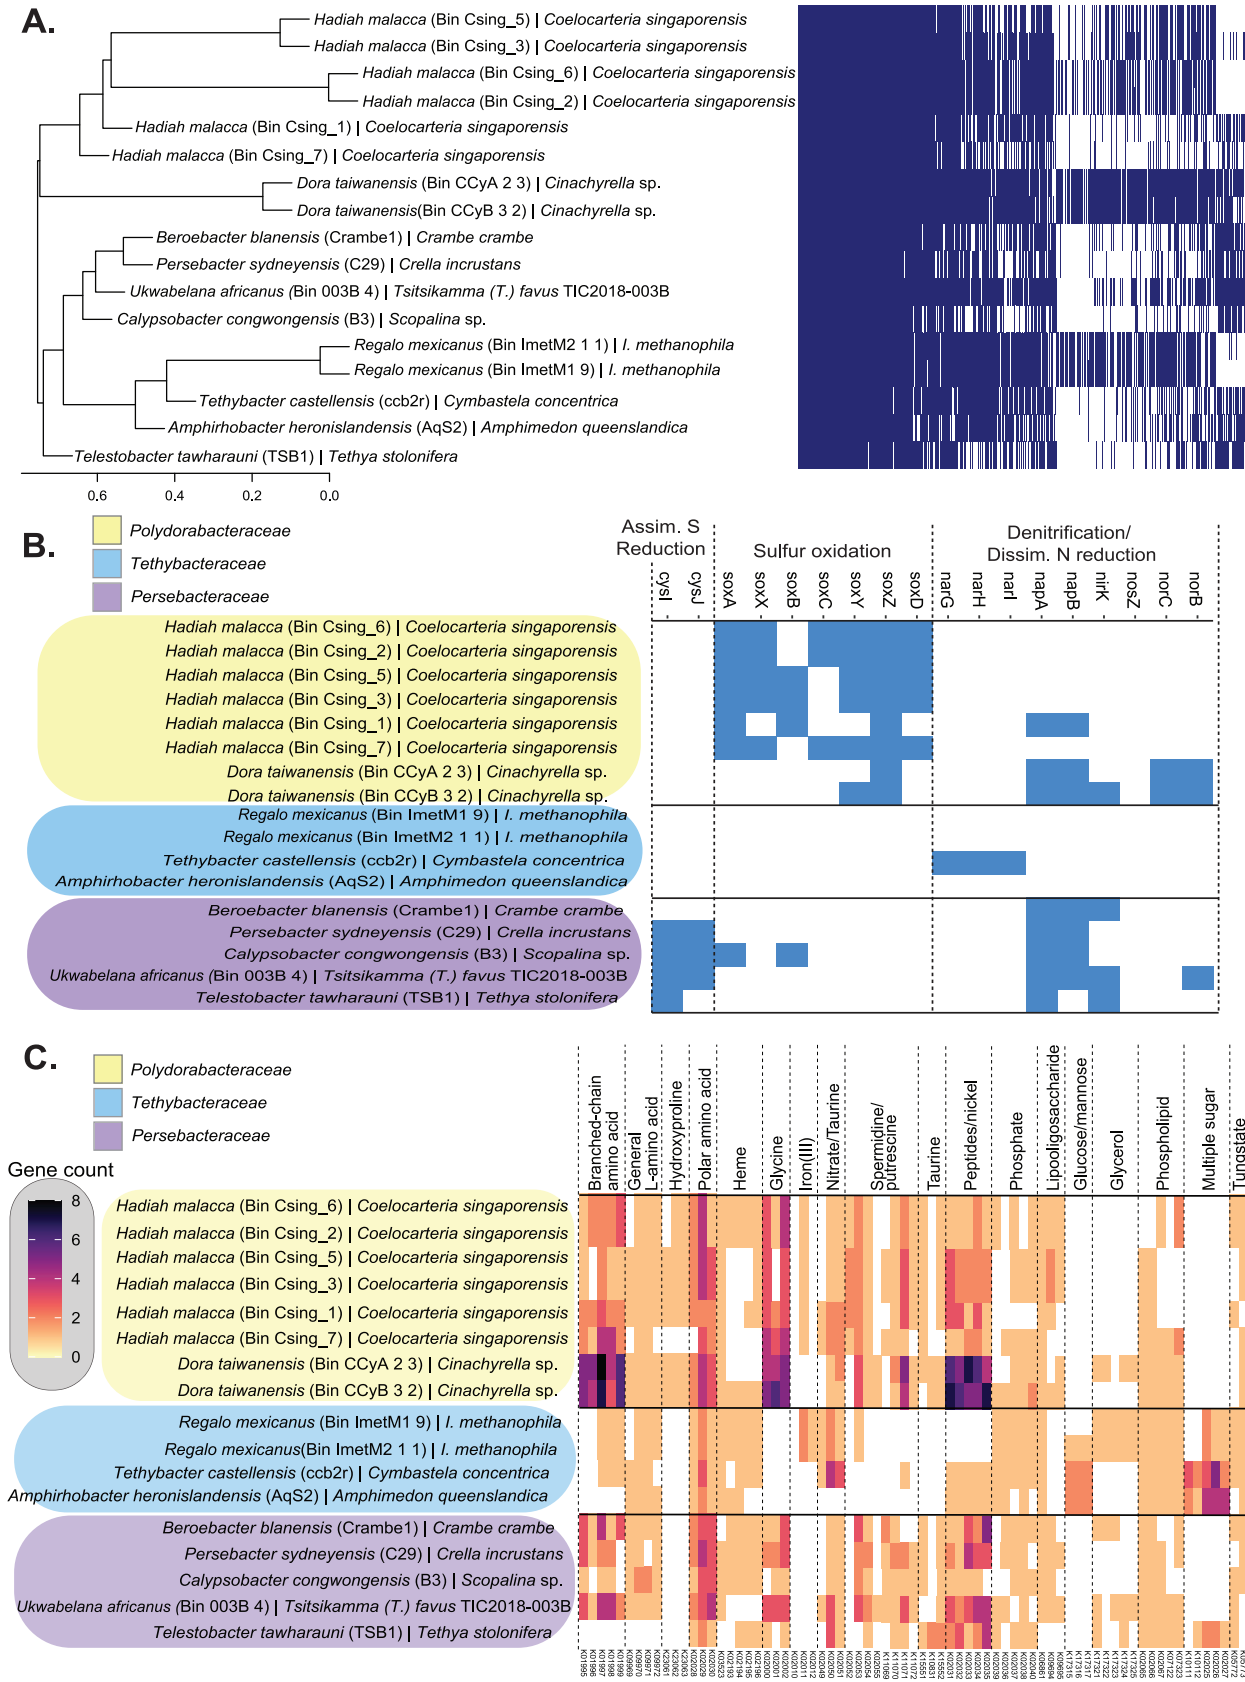 A.
Hadiah malacca (Bin Csing_5) | Coelocarteria singaporensis
Hadiah malacca (Bin Csing_3) | Coelocarteria singaporensis
Hadiah malacca (Bin Csing_6) | Coelocarteria singaporensis
Hadiah malacca (Bin Csing_2) | Coelocarteria singaporensis
Hadiah malacca (Bin Csing_1) | Coelocarteria singaporensis
Hadiah malacca (Bin Csing_7) | Coelocarteria singaporensis
Dora taiwanensis (Bin CCyA 2 3) | Cinachyrella sp.
Dora taiwanensis(Bin CCyB 3 2) | Cinachyrella sp.
Beroebacter blanensis (Crambe1) | Crambe crambe
Persebacter sydneyensis (C29) | Crella incrustans
Ukwabelana africanus (Bin 003B 4) | Tsitsikamma (T.) favus TIC2018-003B
Calypsobacter congwongensis (B3) | Scopalina sp.
Regalo mexicanus (Bin ImetM2 1 1) | I. methanophila
Regalo mexicanus (Bin ImetM1 9) | I. methanophila
Tethybacter castellensis (ccb2r) | Cymbastela concentrica
Amphirhobacter heronislandensis (AqS2) | Amphimedon queenslandica
Telestobacter tawharauni (TSB1) | Tethya stolonifera
0.6 0.4 0.2 0.0
B.
Polydorabacteraceae
Tethybacteraceae
Persebacteraceae
Assim. S
Reduction
Sulfur oxidation
Denitrification/
Dissim. N reduction
cysI cysJ soxA soxX soxB soxC soxY soxZ soxD narG narH narI napA napB nirK nosZ norC norB
Hadiah malacca (Bin Csing_6) | Coelocarteria singaporensis
Hadiah malacca (Bin Csing_2) | Coelocarteria singaporensis
Hadiah malacca (Bin Csing_5) | Coelocarteria singaporensis
Hadiah malacca (Bin Csing_3) | Coelocarteria singaporensis
Hadiah malacca (Bin Csing_1) | Coelocarteria singaporensis
Hadiah malacca (Bin Csing_7) | Coelocarteria singaporensis
Dora taiwanensis (Bin CCyA 2 3) | Cinachyrella sp.
Dora taiwanensis (Bin CCyB 3 2) | Cinachyrella sp.
Regalo mexicanus (Bin ImetM1 9) | I. methanophila
Regalo mexicanus (Bin ImetM2 1 1) | I. methanophila
Tethybacter castellensis (ccb2r) | Cymbastela concentrica
Amphirhobacter heronislandensis (AqS2) | Amphimedon queenslandica
Beroebacter blanensis (Crambe1) | Crambe crambe
Persebacter sydneyensis (C29) | Crella incrustans
Calypsobacter congwongensis (B3) | Scopalina sp.
Ukwabelana africanus (Bin 003B 4) | Tsitsikamma (T.) favus TIC2018-003B
Telestobacter tawharauni (TSB1) | Tethya stolonifera
C.
Polydorabacteraceae
Tethybacteraceae
Persebacteraceae
Branched-chain
amino acid
General
L-amino acid
Hydroxyproline
Polar amino acid
Heme
Glycine
Iron(III)
Nitrate/Taurine
Spermidine/
putrescine
Taurine
Peptides/nickel
Phosphate
Lipooligosaccharide
Glucose/mannose
Glycerol
Phospholipid
Multiple sugar
Tungstate
Gene count
8
6
4
2
0
Hadiah malacca (Bin Csing_6) | Coelocarteria singaporensis
Hadiah malacca (Bin Csing_2) | Coelocarteria singaporensis
Hadiah malacca (Bin Csing_5) | Coelocarteria singaporensis
Hadiah malacca (Bin Csing_3) | Coelocarteria singaporensis
Hadiah malacca (Bin Csing_1) | Coelocarteria singaporensis
Hadiah malacca (Bin Csing_7) | Coelocarteria singaporensis
Dora taiwanensis (Bin CCyA 2 3) | Cinachyrella sp.
Dora taiwanensis (Bin CCyB 3 2) | Cinachyrella sp.
Regalo mexicanus (Bin ImetM1 9) | I. methanophila
Regalo mexicanus(Bin ImetM2 1 1) | I. methanophila
Tethybacter castellensis (ccb2r) | Cymbastela concentrica
Amphirhobacter heronislandensis (AqS2) | Amphimedon queenslandica
Beroebacter blanensis (Crambe1) | Crambe crambe
Persebacter sydneyensis (C29) | Crella incrustans
Calypsobacter congwongensis (B3) | Scopalina sp.
Ukwabelana africanus (Bin 003B 4) | Tsitsikamma (T.) favus TIC2018-003B
Telestobacter tawharauni (TSB1) | Tethya stolonifera